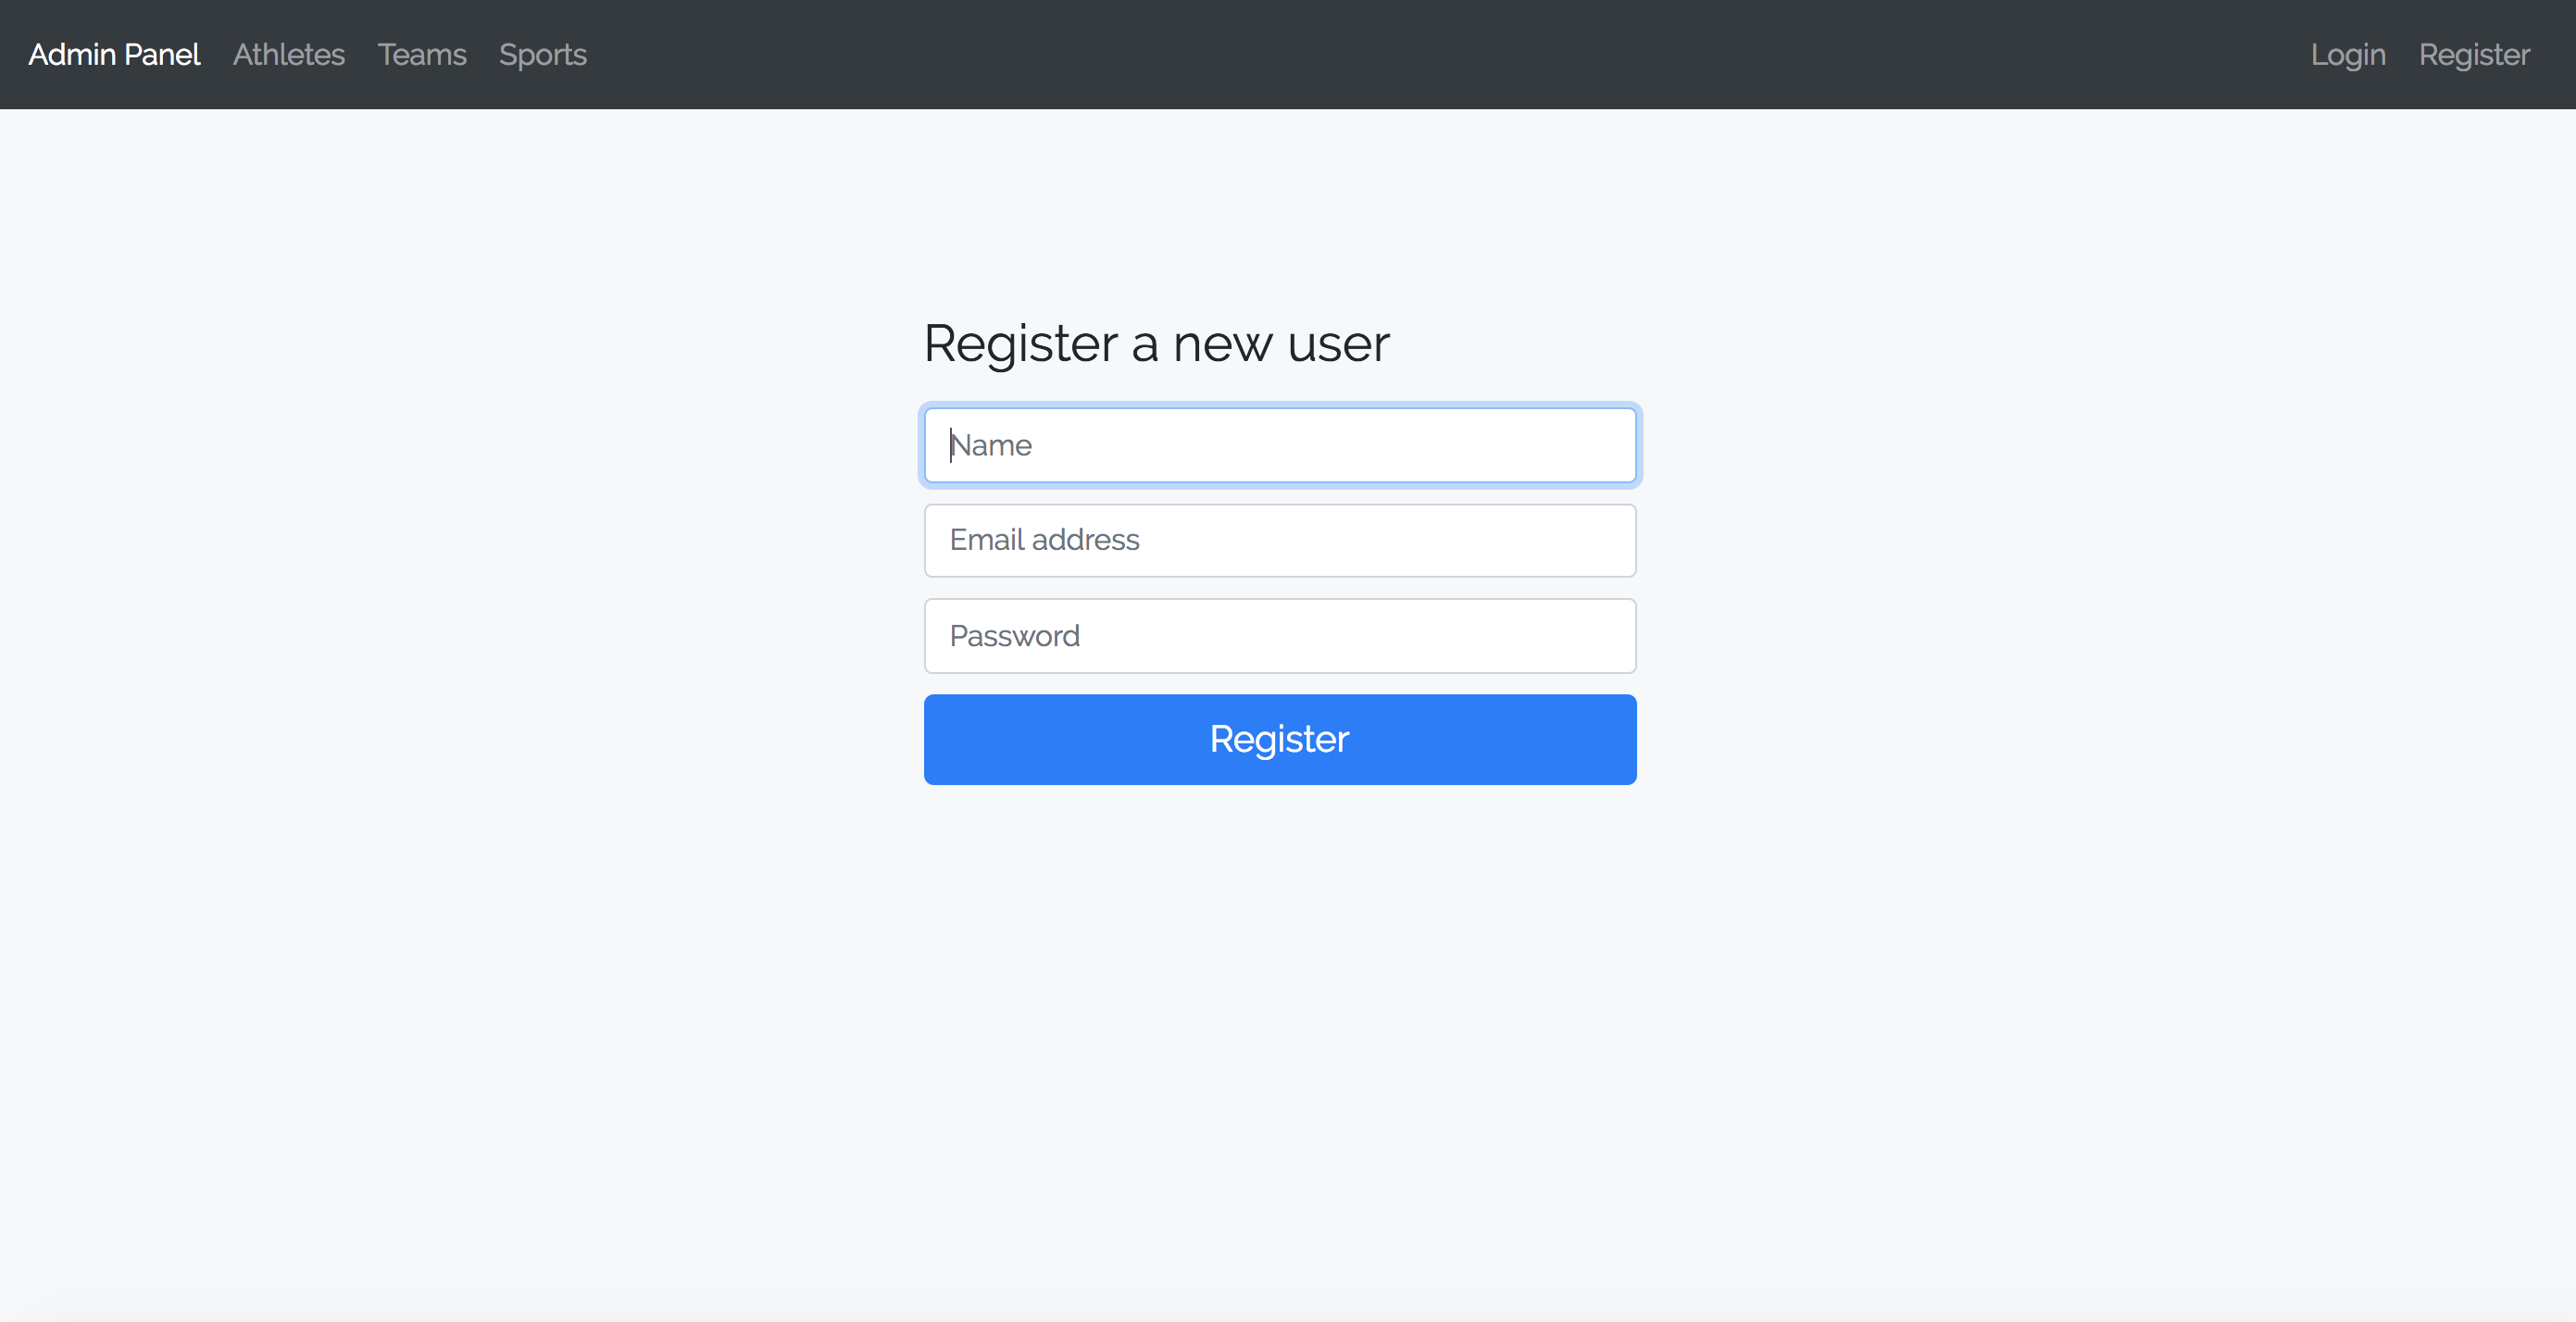 Admin Panel Athletes Teams Sports Login Register
Register a new user
Name
Email address
Password
Register